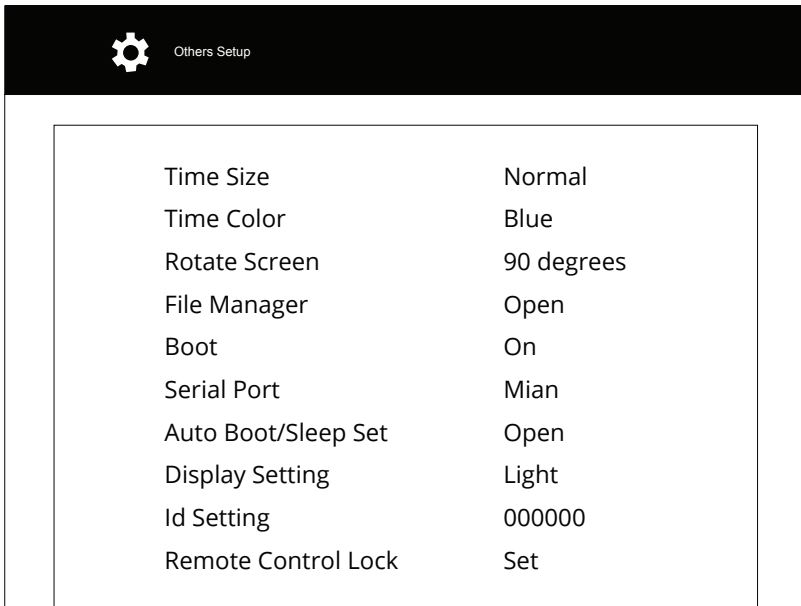 Others Setup
Time Size Normal
Time Color Blue
Rotate Screen 90 degrees
File Manager Open
Boot On
Serial Port Mian
Auto Boot/Sleep Set Open
Display Setting Light
Id Setting 000000
Remote Control Lock Set